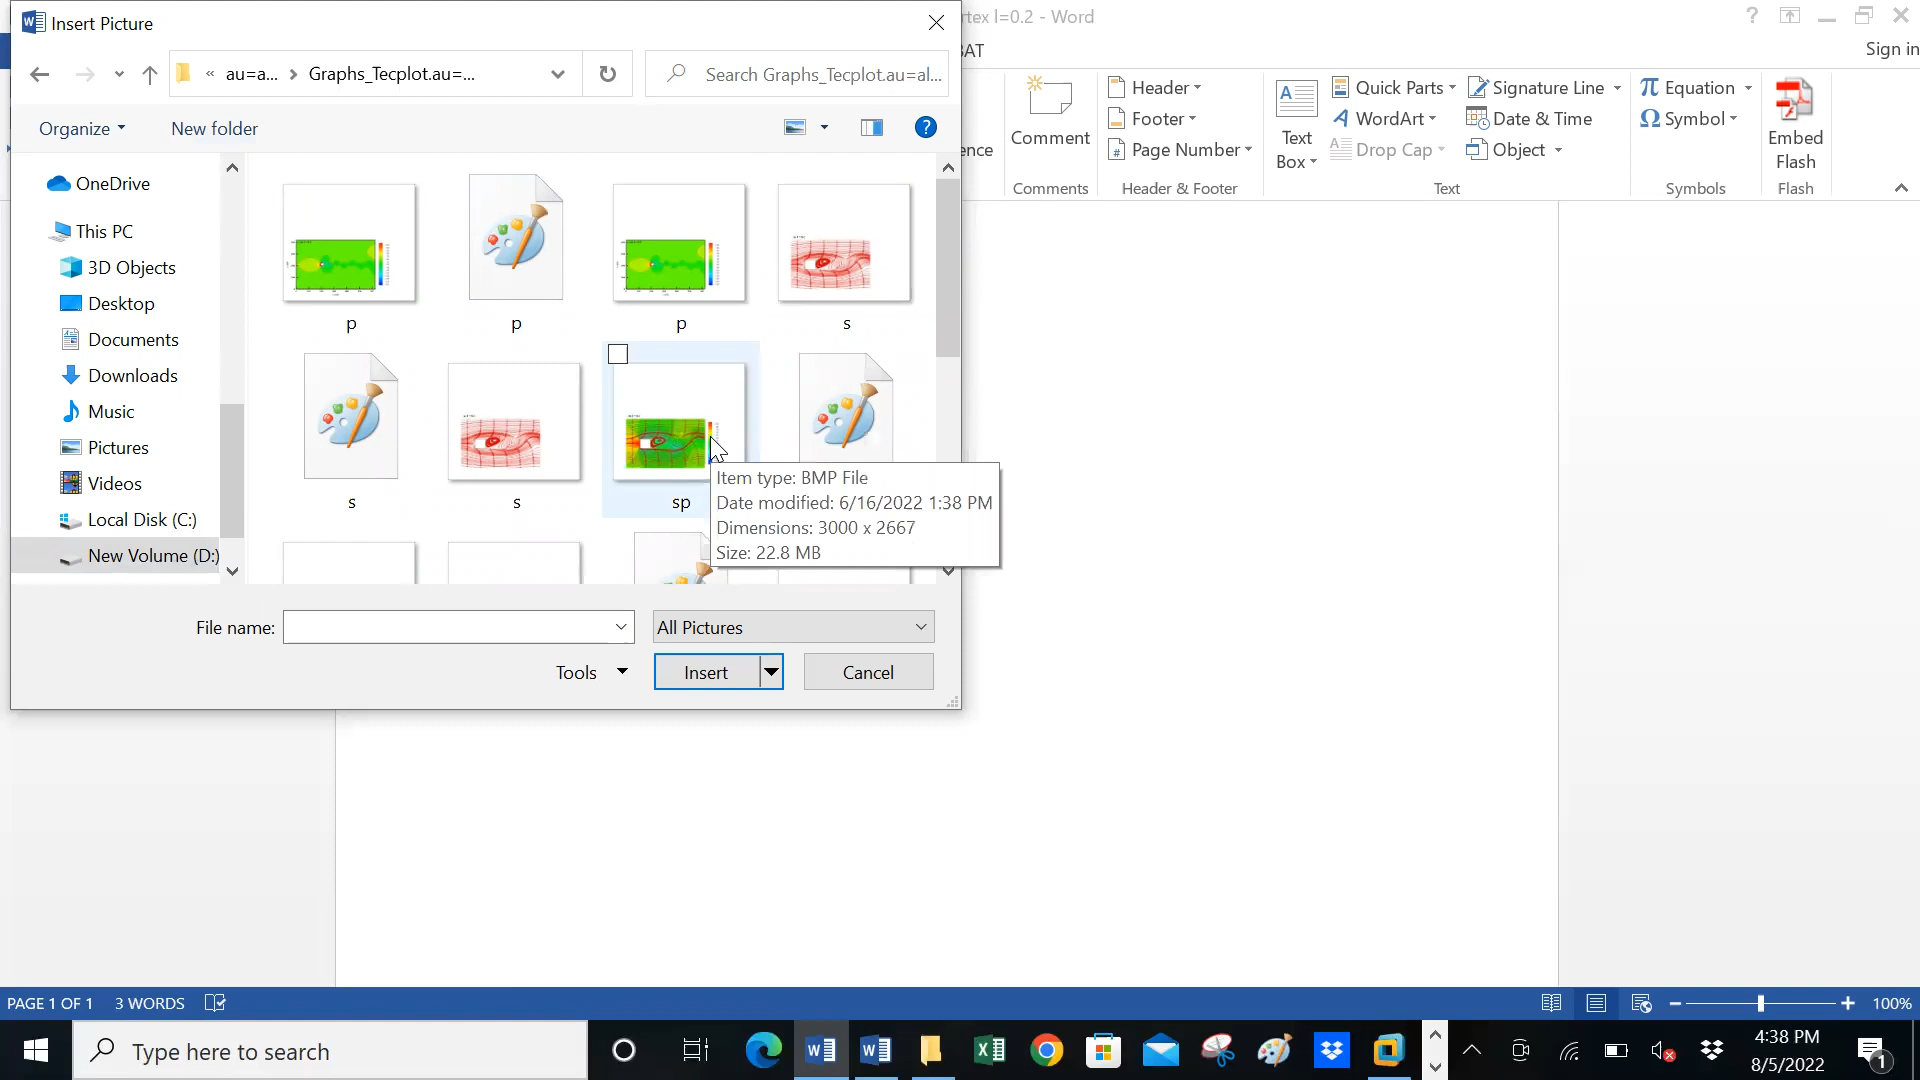 Insert Picture
rtex l=0.2 - Word
?
BAT
Sign in
« au=a... > Graphs_Tecplot.au=...
Search Graphs_Tecplot.au=al...
Organize
New folder
?
OneDrive
This PC
3D Objects
Desktop
Documents
Downloads
Music
Pictures
Videos
Local Disk (C:)
New Volume (D:)
p
p
p
s
s
s
sp
Item type: BMP File
Date modified: 6/16/2022 1:38 PM
Dimensions: 3000 x 2667
Size: 22.8 MB
File name:
All Pictures
Tools
Insert
Cancel
ence
Comment
Comments
Header
Footer
# Page Number
Header & Footer
A Text Box
Quick Parts
A WordArt
A Drop Cap
Signature Line
Date & Time
Object
Text
π Equation
Ω Symbol
Symbols
Embed Flash
Flash
PAGE 1 OF 1
3 WORDS
100%
Type here to search
4:38 PM
8/5/2022
1